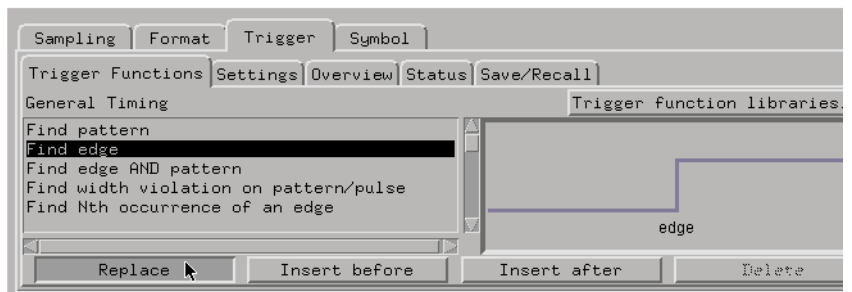 Sampling Format Trigger Symbol
Trigger Functions Settings Overview Status Save/Recall
General Timing Trigger function libraries.
Find pattern
Find edge
Find edge AND pattern
Find width violation on pattern/pulse
Find Nth occurrence of an edge
edge
Replace Insert before Insert after Delete